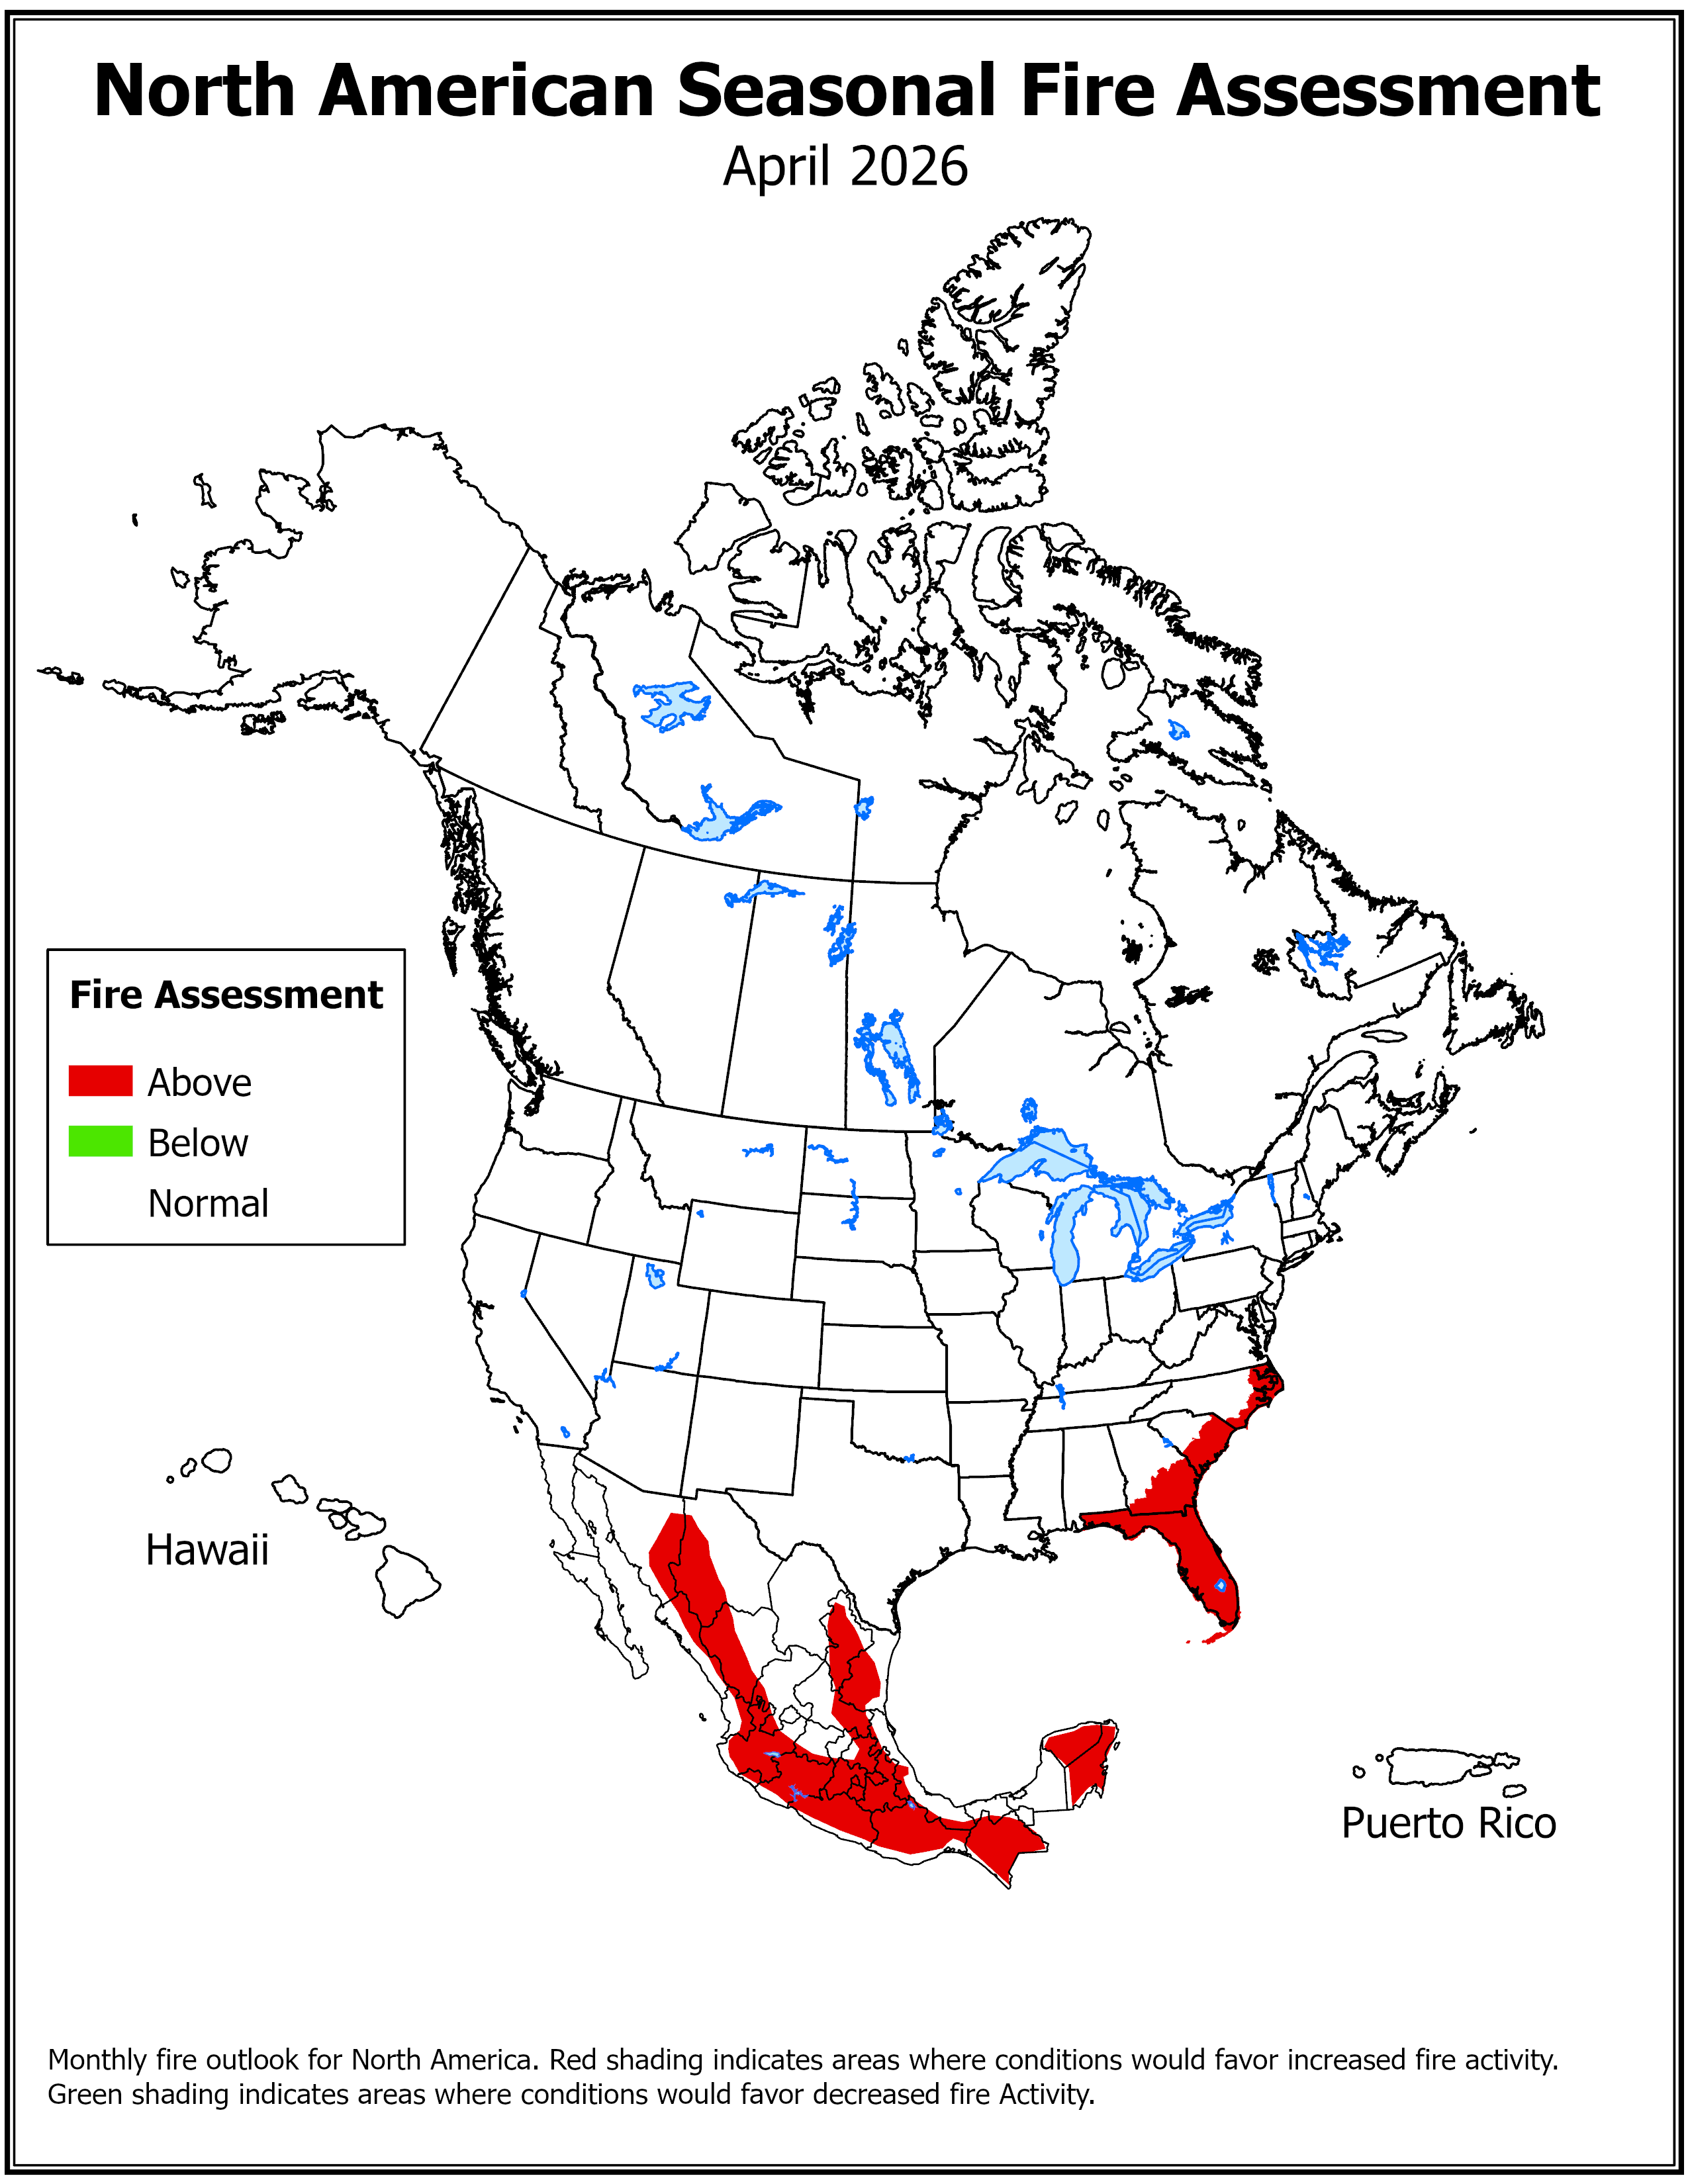 North American Seasonal Fire Assessment
April 2026
Fire Assessment
Above
Below
Normal
Hawaii
Puerto Rico
Monthly fire outlook for North America. Red shading indicates areas where conditions would favor increased fire activity.
Green shading indicates areas where conditions would favor decreased fire Activity.